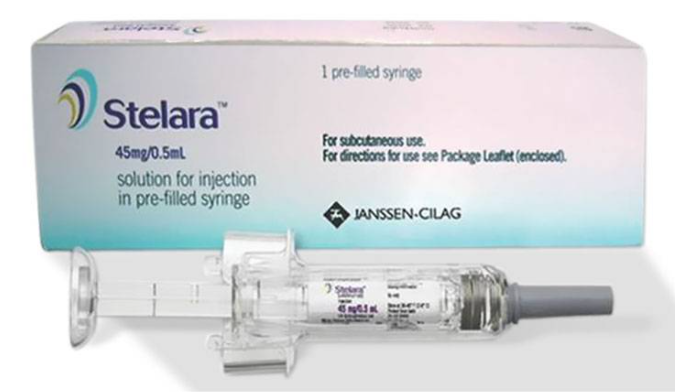 Stelara™
45mg/0.5mL
solution for injection
in pre-filled syringe
1 pre-filled syringe
For subcutaneous use.
For directions for use see Package Leaflet (enclosed).
JANSSEN-CILAG
Stelara
45 mg/0.5 mL